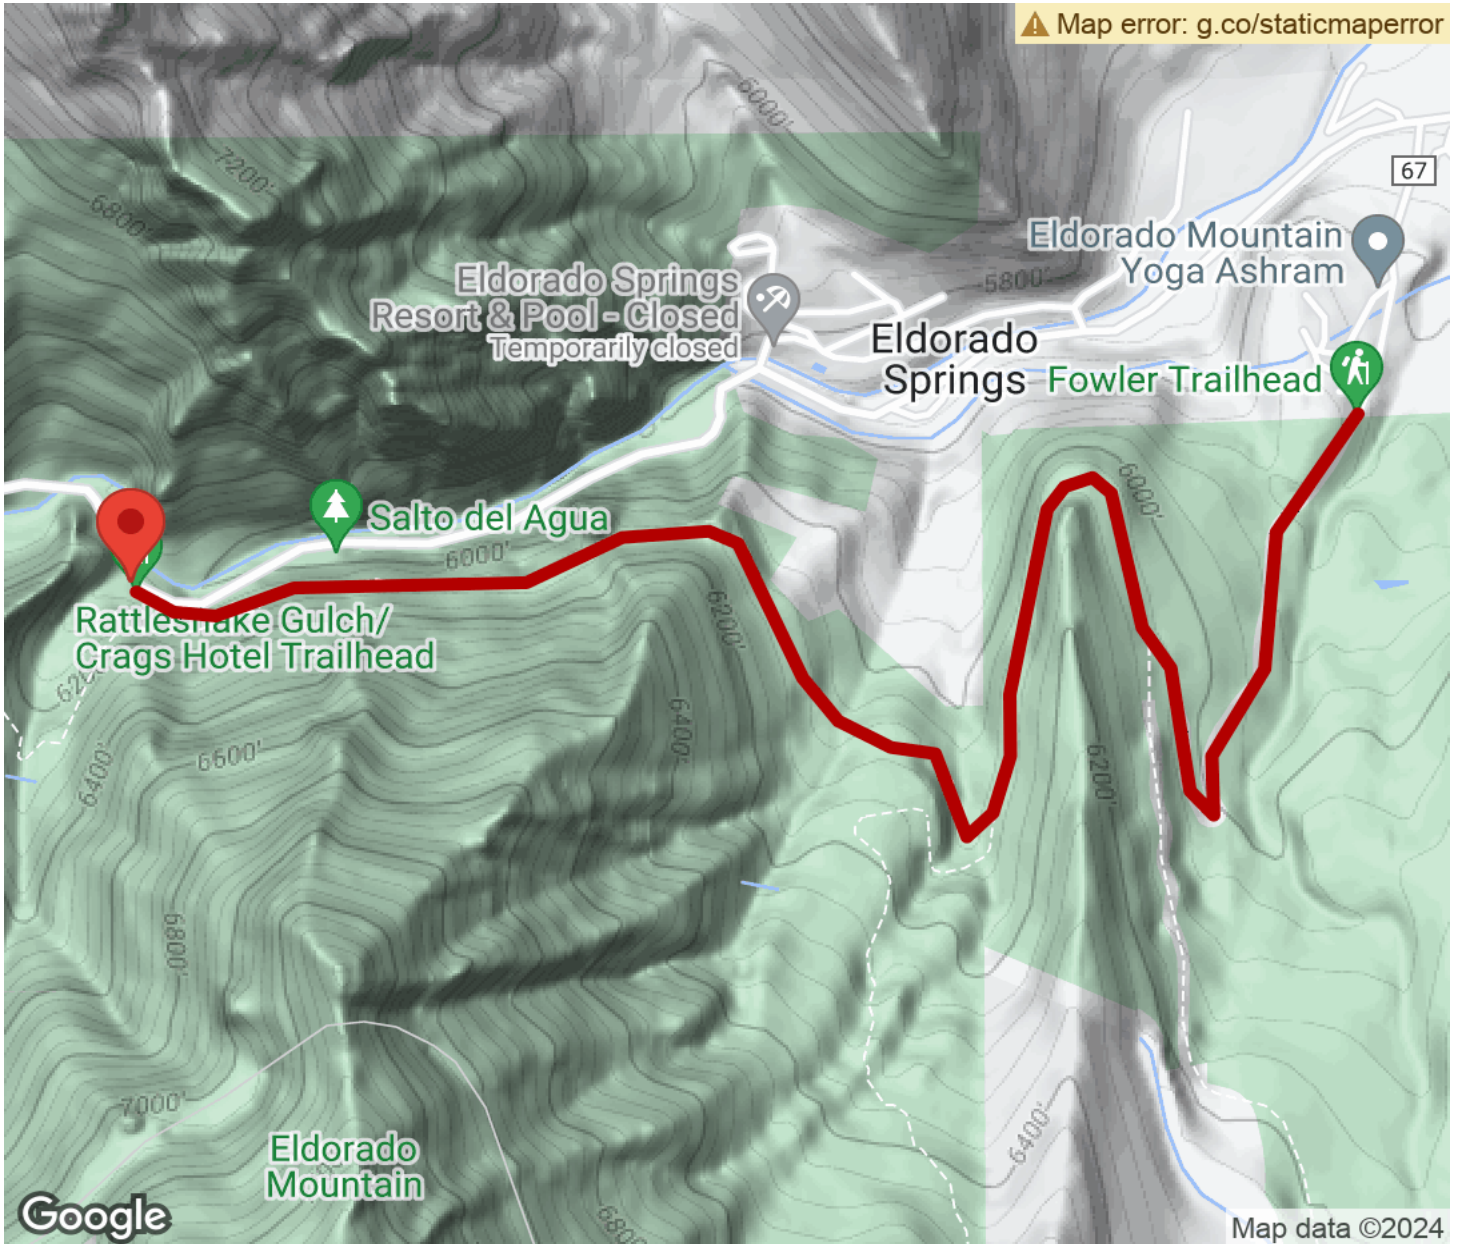 Map error: g.co/staticmaperror
6000'
7200'
67
6800'
Eldorado Mountain
Yoga Ashram
Eldorado Springs
Resort & Pool - Closed
Temporarily closed
5800'
Eldorado
Springs
Fowler Trailhead
6000'
Salto del Agua
6000'
6200'
Rattlesnake Gulch/
Crags Hotel Trailhead
6400'
6600'
6400'
6200'
6800'
7000'
6400'
Eldorado
Mountain
Google
Map data ©2024